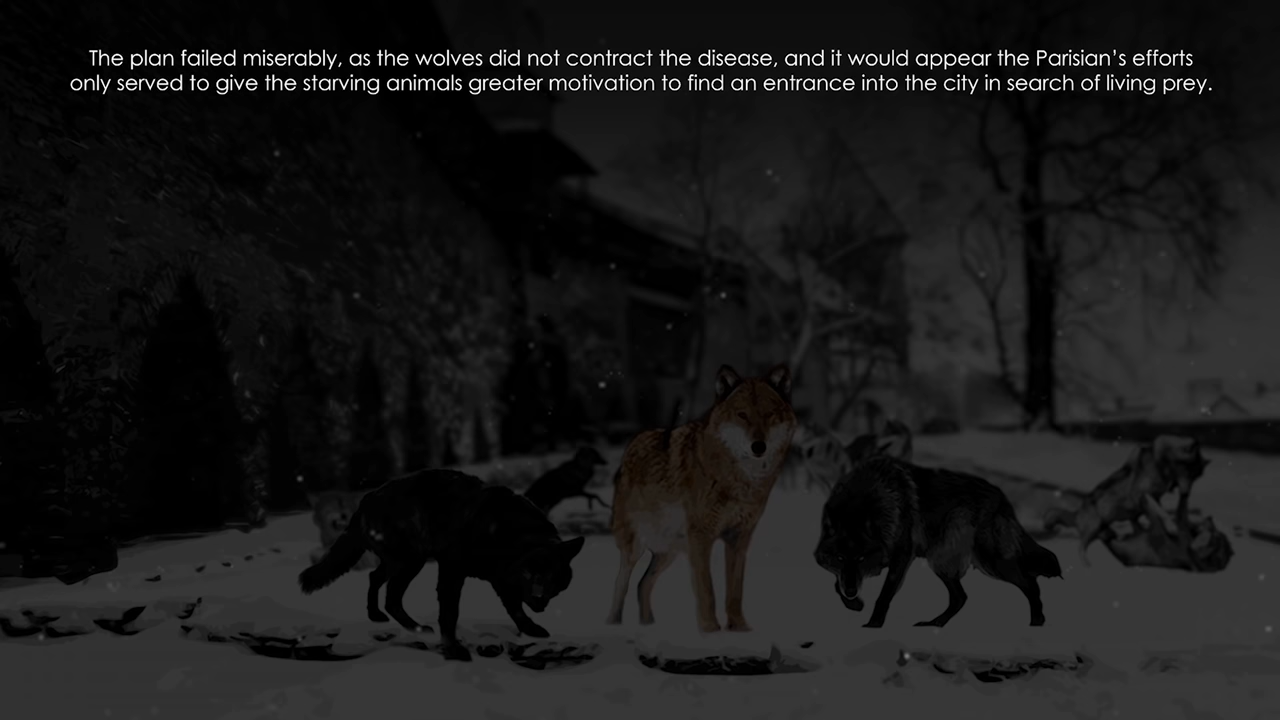 The plan failed miserably, as the wolves did not contract the disease, and it would appear the Parisian’s efforts
only served to give the starving animals greater motivation to find an entrance into the city in search of living prey.